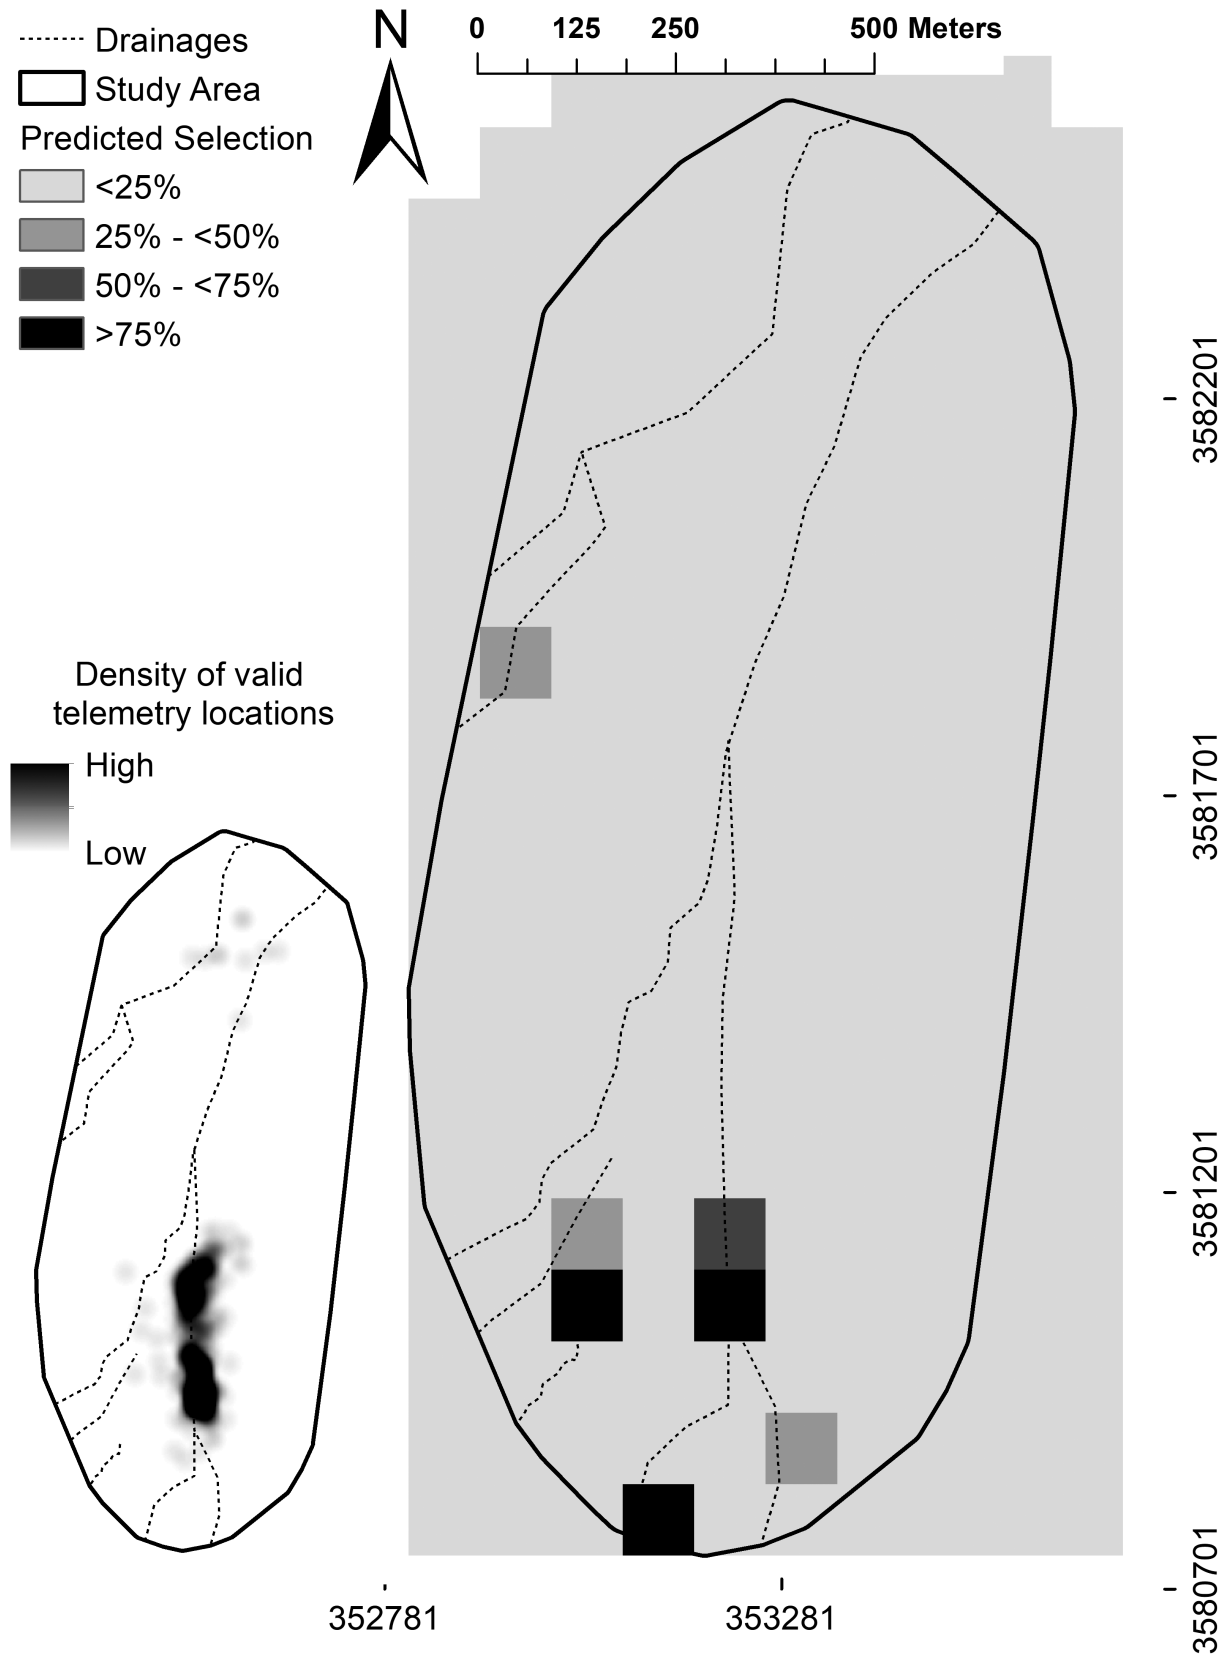 Drainages
Study Area
Predicted Selection
<25%
25% - <50%
50% - <75%
>75%
N
0 125 250 500 Meters
3582201
3581701
3581201
3580701
Density of valid
telemetry locations
High
Low
352781 353281